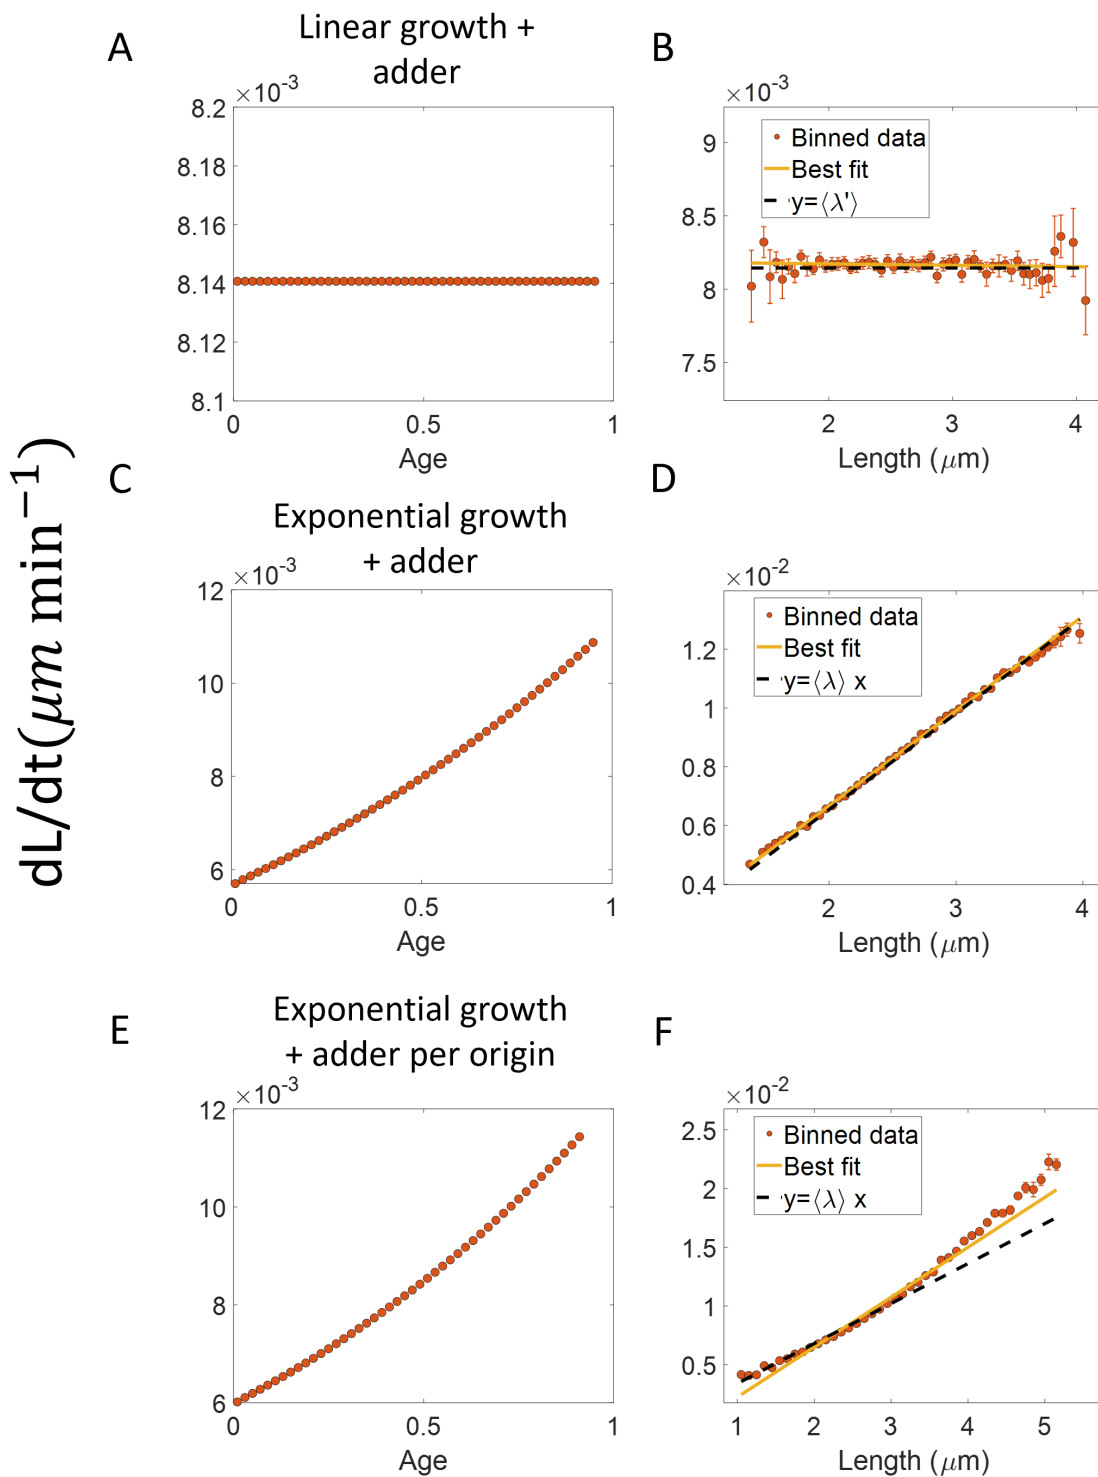 dL/dt(μm min⁻¹)
A
Linear growth +
adder
×10⁻³
8.2
8.18
8.16
8.14
8.12
8.1
0
0.5
1
Age
B
×10⁻³
9
8.5
8
7.5
Binned data
Best fit
y=⟨λ'⟩
2
3
4
Length (μm)
C
Exponential growth
+ adder
×10⁻³
12
10
8
6
0
0.5
1
Age
D
×10⁻²
1.2
1
0.8
0.6
0.4
Binned data
Best fit
y=⟨λ⟩ x
2
3
4
Length (μm)
E
Exponential growth
+ adder per origin
×10⁻³
12
10
8
6
0
0.5
1
Age
F
×10⁻²
2.5
2
1.5
1
0.5
Binned data
Best fit
y=⟨λ⟩ x
1
2
3
4
5
Length (μm)